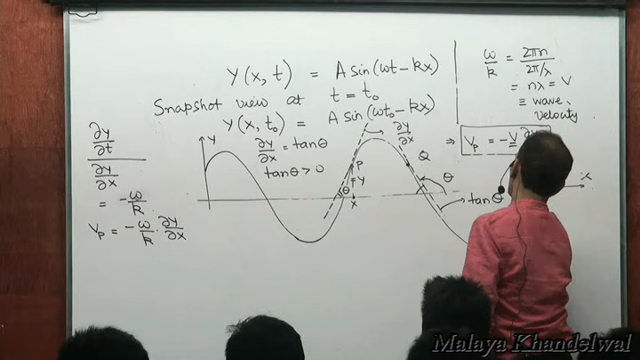 Y(x, t) = A sin(ωt – kx)
Snapshot view at t = t₀
Y(x, t₀) = A sin(ωt₀ – kx)
∂y/∂x = tanθ
tanθ > 0
∂y/∂t
∂y/∂x
= -ω/k
Vₚ = -ω/k · ∂y/∂x
Y
θ
P
Y
x
∂y/∂x
Q
θ
tanθ
x
ω/k = 2πn / 2π/λ
= nλ = V
≡ wave velocity
⇒ Vₚ = -V
Malaya Khandelwal